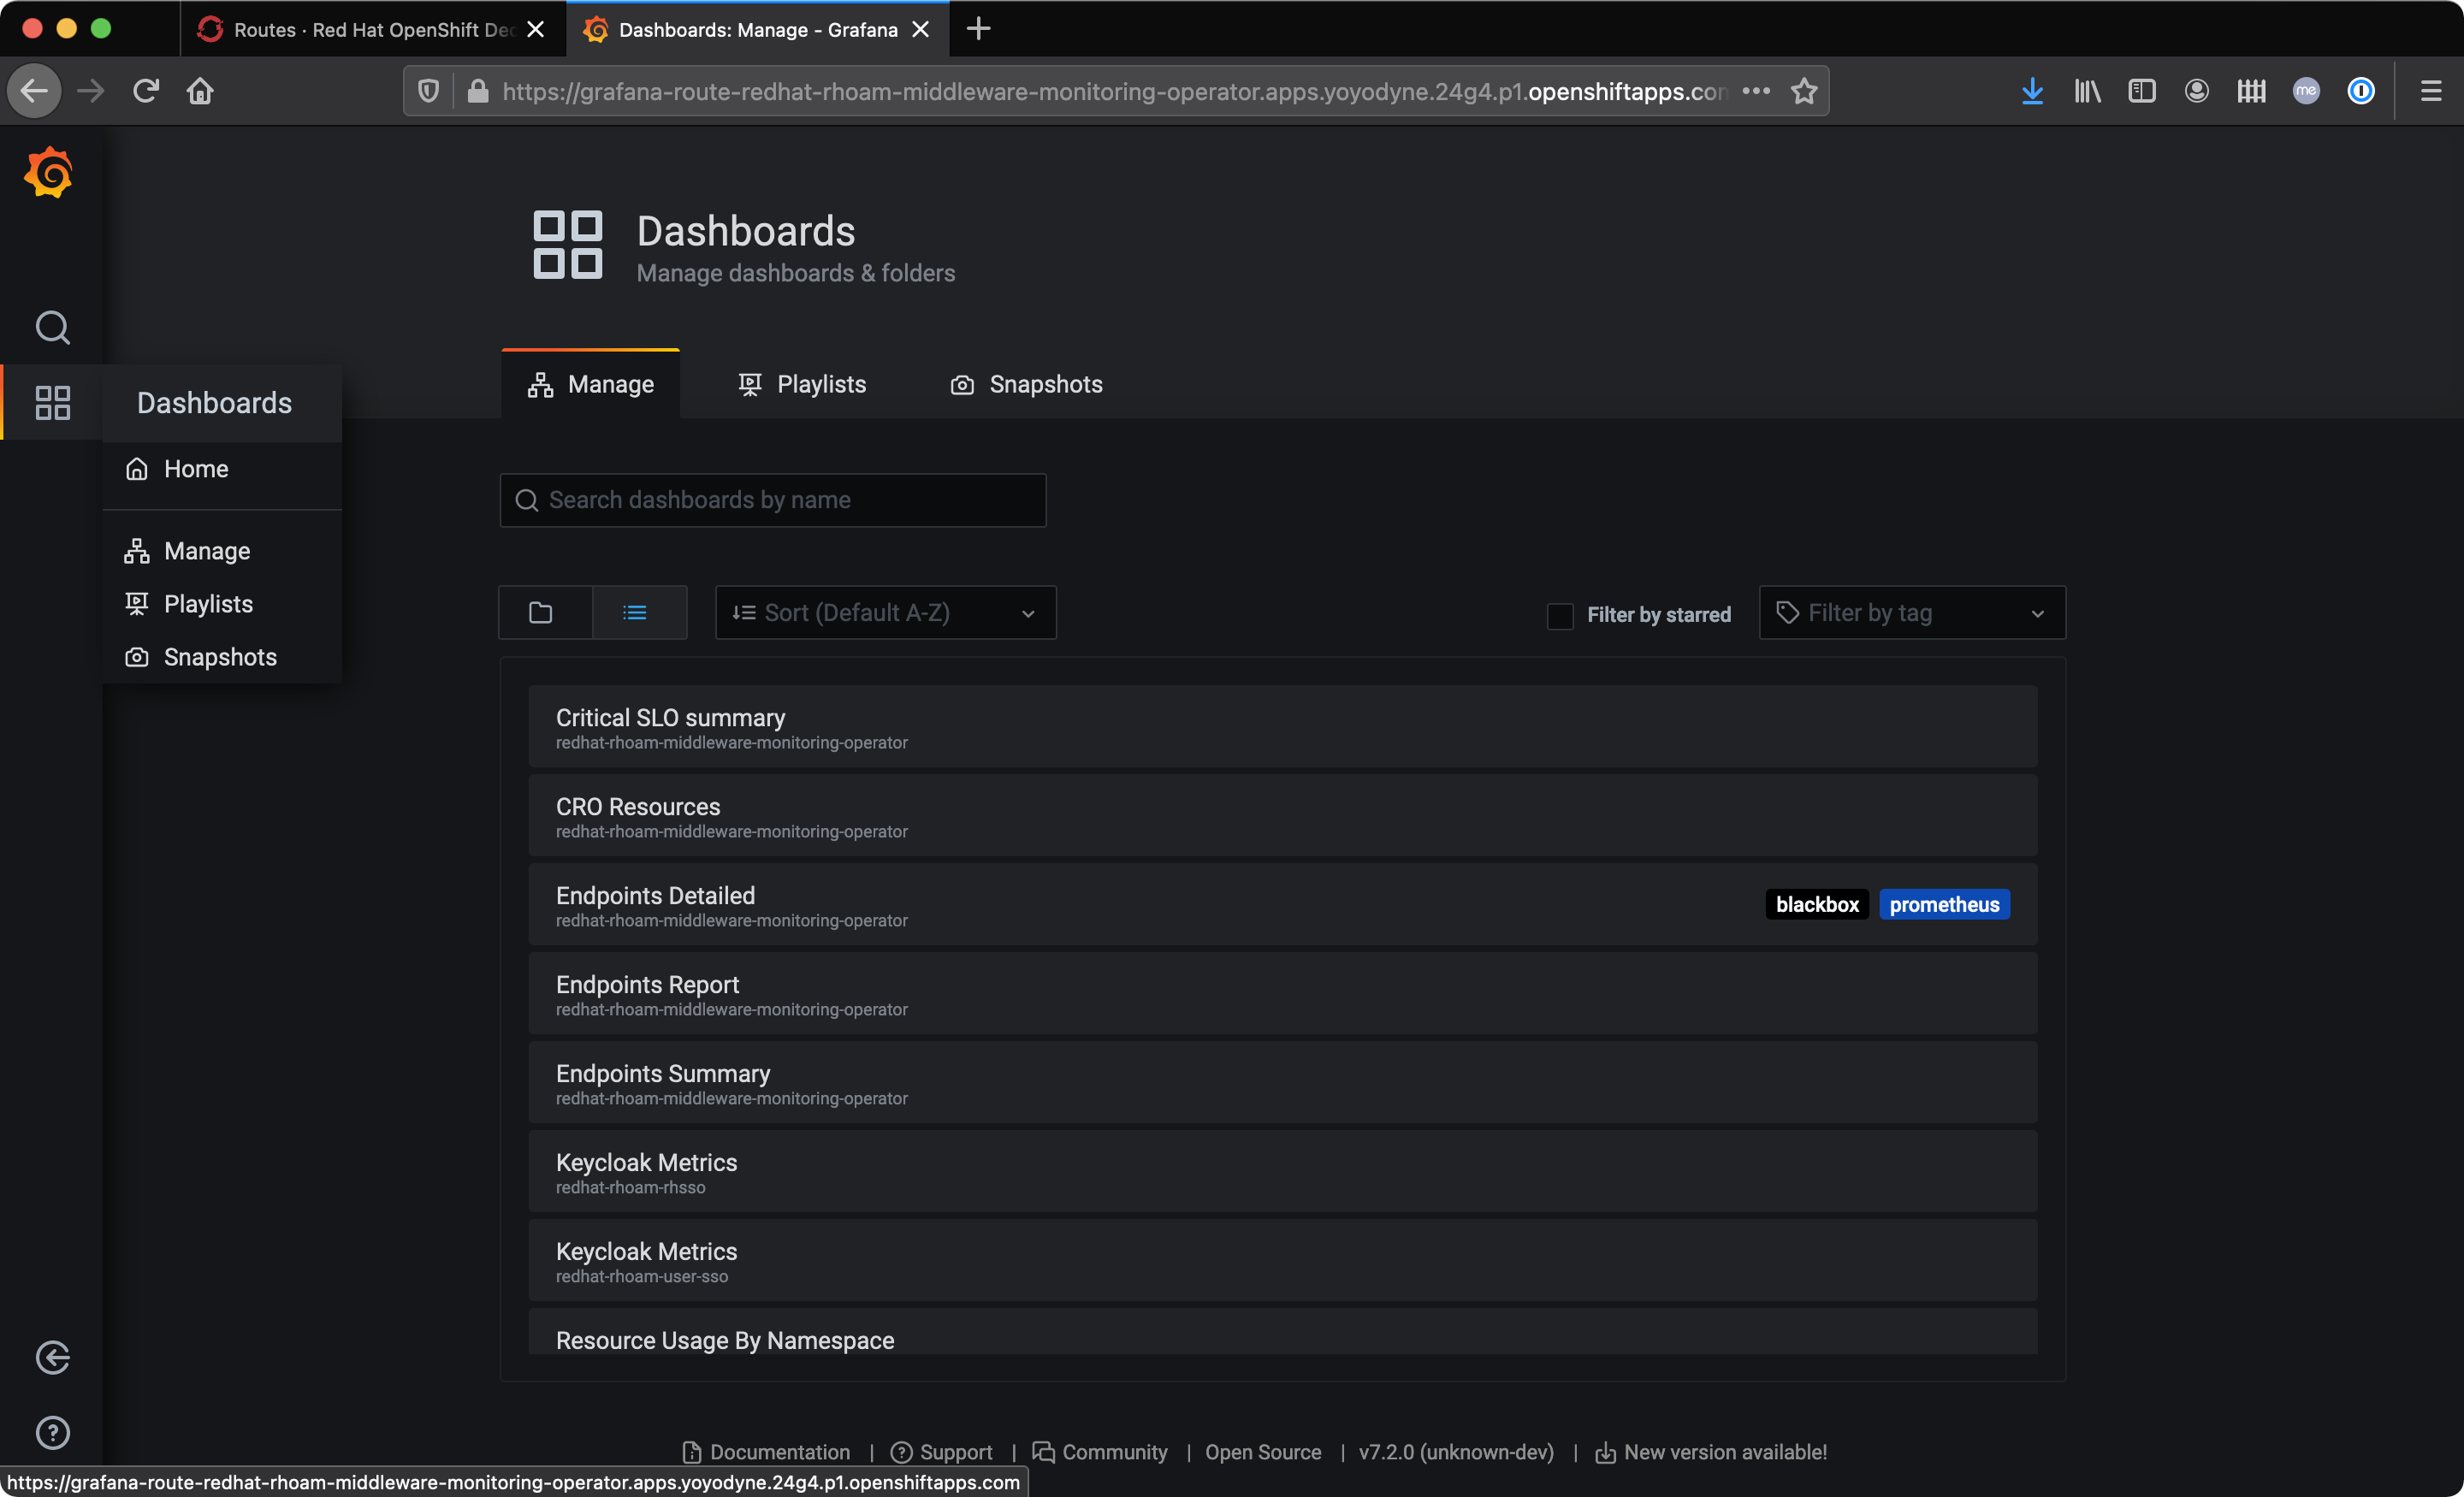 Routes · Red Hat OpenShift Dec
Dashboards: Manage - Grafana
https://grafana-route-redhat-rhoam-middleware-monitoring-operator.apps.yoyodyne.24g4.p1.openshiftapps.com
me
Dashboards
Manage dashboards & folders
Manage
Playlists
Snapshots
Dashboards
Home
Manage
Playlists
Snapshots
Search dashboards by name
Sort (Default A-Z)
Filter by starred
Filter by tag
Critical SLO summary
redhat-rhoam-middleware-monitoring-operator
CRO Resources
redhat-rhoam-middleware-monitoring-operator
Endpoints Detailed
redhat-rhoam-middleware-monitoring-operator
blackbox
prometheus
Endpoints Report
redhat-rhoam-middleware-monitoring-operator
Endpoints Summary
redhat-rhoam-middleware-monitoring-operator
Keycloak Metrics
redhat-rhoam-rhsso
Keycloak Metrics
redhat-rhoam-user-sso
Resource Usage By Namespace
Documentation | Support | Community | Open Source | v7.2.0 (unknown-dev) | New version available!
https://grafana-route-redhat-rhoam-middleware-monitoring-operator.apps.yoyodyne.24g4.p1.openshiftapps.com